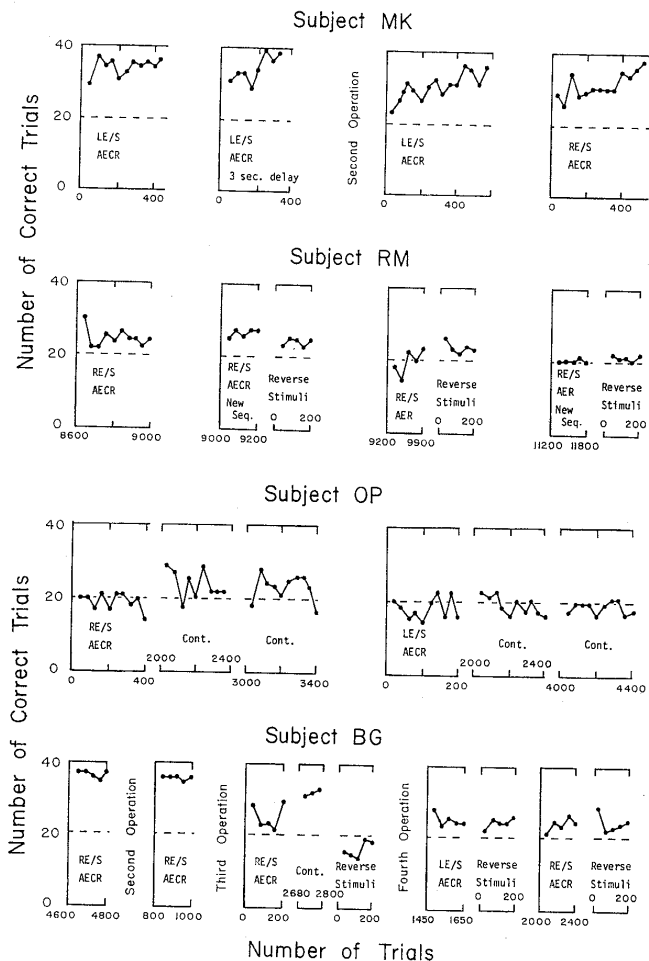 Subject MK
Number of Correct Trials
40
20
0
LE/S
AECR
0 400
LE/S
AECR
3 sec. delay
0 400
Second Operation
LE/S
AECR
0 400
RE/S
AECR
0 400
Subject RM
40
20
0
RE/S
AECR
8600 9000
RE/S
AECR
New
Seq.
9000 9200
Reverse
Stimuli
0 200
RE/S
AER
9200 9900
Reverse
Stimuli
0 200
RE/S
AER
New
Seq.
11200 11800
Reverse
Stimuli
0 200
Subject OP
Number of Correct Trials
40
20
0
RE/S
AECR
0 400
Cont.
2000 2400
Cont.
3000 3400
LE/S
AECR
0 200
Cont.
2000 2400
Cont.
4000 4400
Subject BG
40
20
0
RE/S
AECR
4600 4800
Second Operation
RE/S
AECR
800 1000
Third Operation
RE/S
AECR
0 200
Cont.
2680 2800
Reverse
Stimuli
0 200
Fourth Operation
LE/S
AECR
1450 1650
Reverse
Stimuli
0 200
RE/S
AECR
2000 2400
Reverse
Stimuli
0 200
Number of Trials